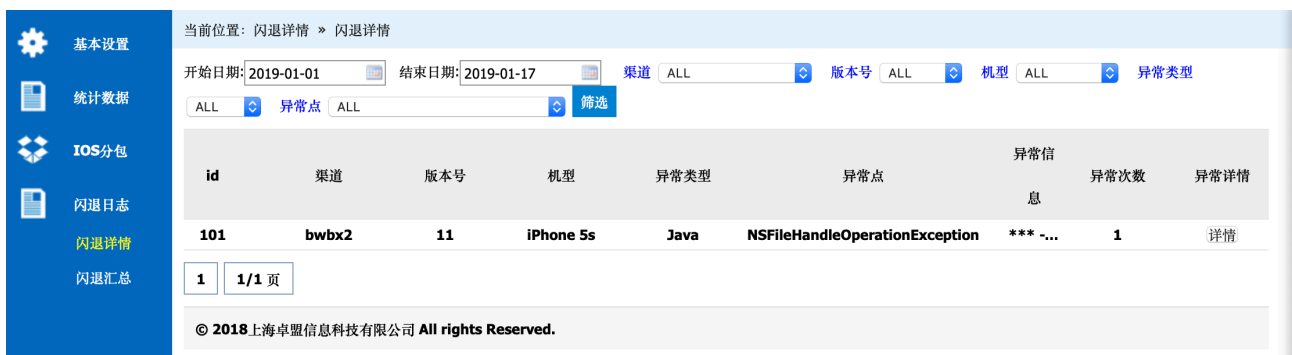 基本设置
统计数据
IOS分包
闪退日志
闪退详情
闪退汇总
当前位置：闪退详情 » 闪退详情
开始日期: 2019-01-01 结束日期: 2019-01-17 渠道 ALL 版本号 ALL 机型 ALL 异常类型
ALL 异常点 ALL 筛选
id 渠道 版本号 机型 异常类型 异常点 异常信息 异常次数 异常详情
101 bwbx2 11 iPhone 5s Java NSFileHandleOperationException *** -... 1 详情
1 1/1 页
© 2018上海卓盟信息科技有限公司 All rights Reserved.